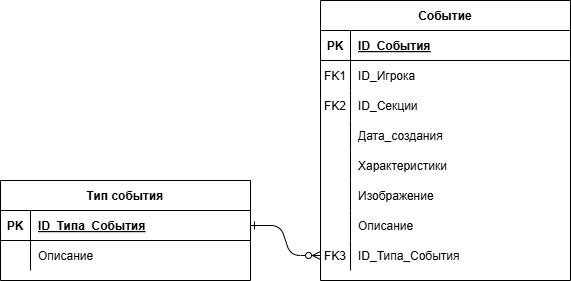 Событие
PK ID_События
FK1 ID_Игрока
FK2 ID_Секции
Дата_создания
Характеристики
Изображение
Описание
FK3 ID_Типа_События
Тип события
PK ID_Типа_События
Описание